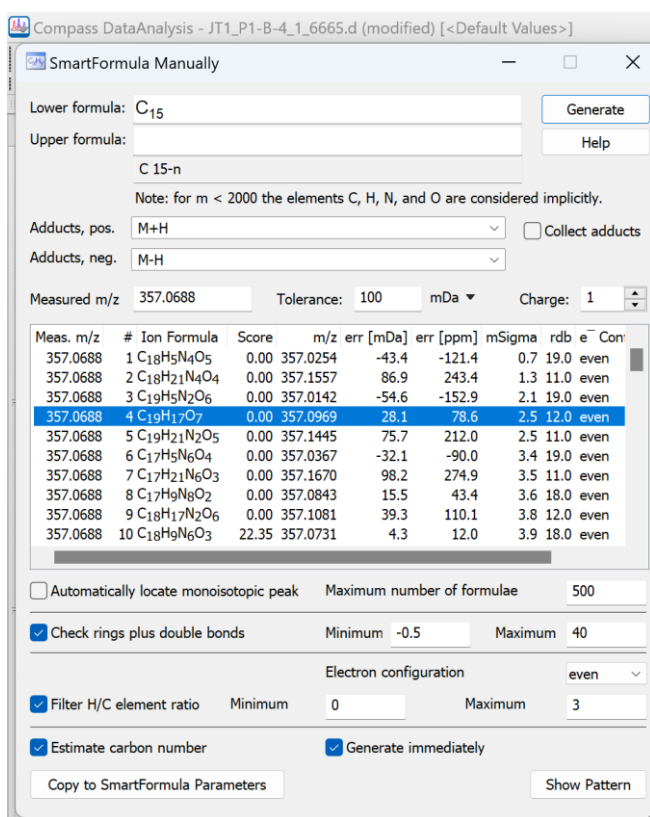 Compass DataAnalysis - JT1_P1-B-4_1_6665.d (modified) [<Default Values>]
SmartFormula Manually
Lower formula: C₁₅ Generate
Upper formula: Help
C 15-n
Note: for m < 2000 the elements C, H, N, and O are considered implicitly.
Adducts, pos. M+H Collect adducts
Adducts, neg. M-H
Measured m/z 357.0688 Tolerance: 100 mDa Charge: 1
Meas. m/z # Ion Formula Score m/z err [mDa] err [ppm] mSigma rdb e⁻ Con
357.0688 1 C₁₈H₅N₄O₅ 0.00 357.0254 -43.4 -121.4 0.7 19.0 even
357.0688 2 C₁₈H₂₁N₄O₄ 0.00 357.1557 86.9 243.4 1.3 11.0 even
357.0688 3 C₁₉H₅N₂O₆ 0.00 357.0142 -54.6 -152.9 2.1 19.0 even
357.0688 4 C₁₉H₁₇O₇ 0.00 357.0969 28.1 78.6 2.5 12.0 even
357.0688 5 C₁₉H₂₁N₂O₅ 0.00 357.1445 75.7 212.0 2.5 11.0 even
357.0688 6 C₁₇H₅N₆O₄ 0.00 357.0367 -32.1 -90.0 3.4 19.0 even
357.0688 7 C₁₇H₂₁N₆O₃ 0.00 357.1670 98.2 274.9 3.5 11.0 even
357.0688 8 C₁₇H₉N₈O₂ 0.00 357.0843 15.5 43.4 3.6 18.0 even
357.0688 9 C₁₈H₁₇N₂O₆ 0.00 357.1081 39.3 110.1 3.8 12.0 even
357.0688 10 C₁₈H₉N₆O₃ 22.35 357.0731 4.3 12.0 3.9 18.0 even
Automatically locate monoisotopic peak Maximum number of formulae 500
Check rings plus double bonds Minimum -0.5 Maximum 40
Electron configuration even
Filter H/C element ratio Minimum 0 Maximum 3
Estimate carbon number Generate immediately
Copy to SmartFormula Parameters Show Pattern